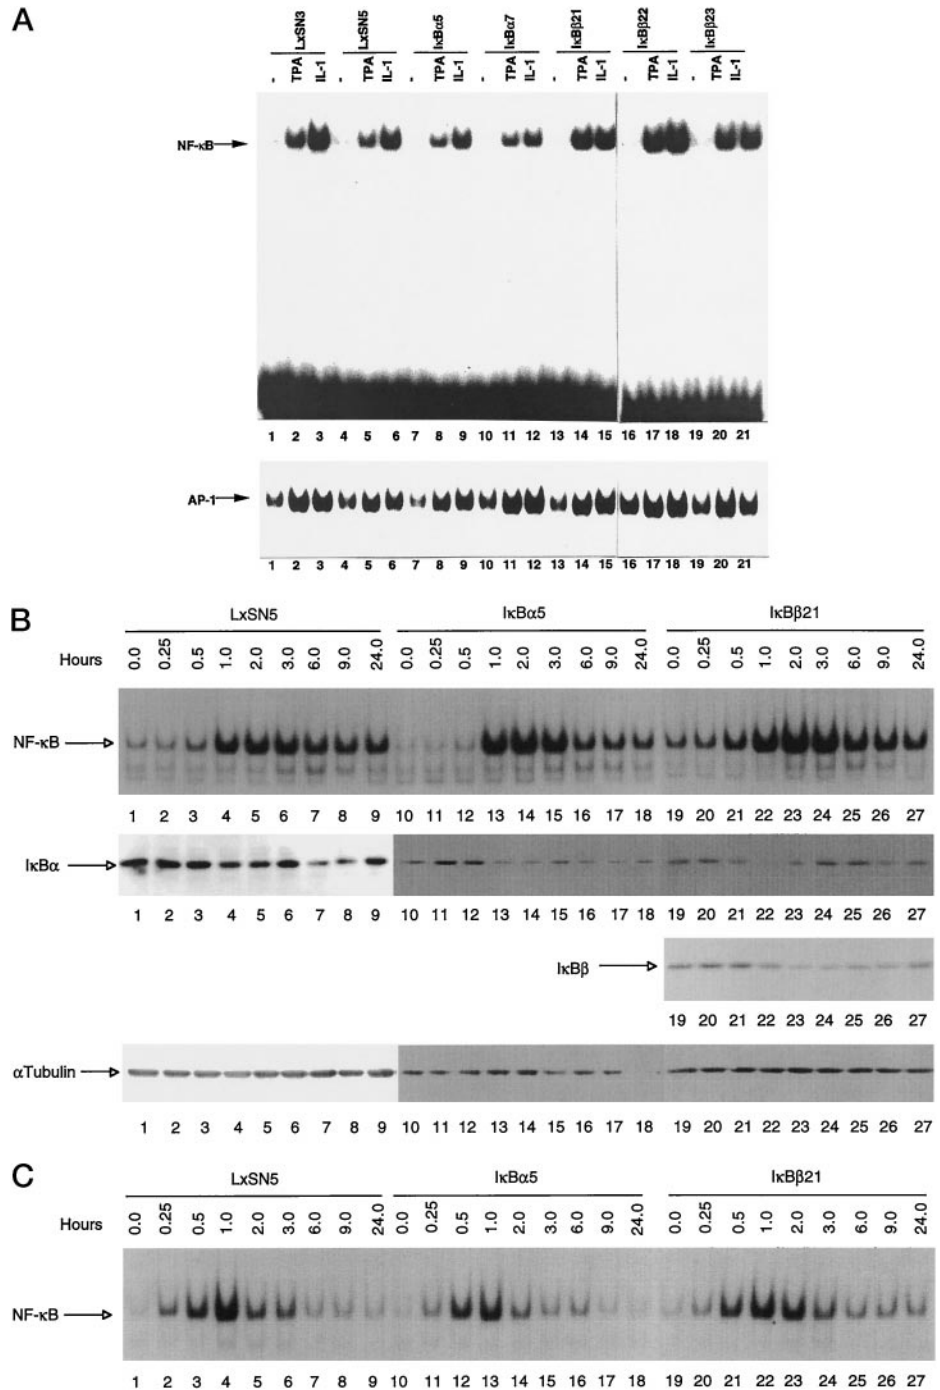 A
LxSN3 LxSN5 IκBα5 IκBα7 IκBβ21 IκBβ22 IκBβ23
- TPA IL-1 - TPA IL-1 - TPA IL-1 - TPA IL-1 - TPA IL-1 - TPA IL-1 - TPA IL-1
NF-κB
1 2 3 4 5 6 7 8 9 10 11 12 13 14 15 16 17 18 19 20 21
AP-1
1 2 3 4 5 6 7 8 9 10 11 12 13 14 15 16 17 18 19 20 21
B
LxSN5 IκBα5 IκBβ21
Hours 0.0 0.25 0.5 1.0 2.0 3.0 6.0 9.0 24.0 0.0 0.25 0.5 1.0 2.0 3.0 6.0 9.0 24.0 0.0 0.25 0.5 1.0 2.0 3.0 6.0 9.0 24.0
NF-κB
1 2 3 4 5 6 7 8 9 10 11 12 13 14 15 16 17 18 19 20 21 22 23 24 25 26 27
IκBα
1 2 3 4 5 6 7 8 9 10 11 12 13 14 15 16 17 18 19 20 21 22 23 24 25 26 27
IκBβ
19 20 21 22 23 24 25 26 27
αTubulin
1 2 3 4 5 6 7 8 9 10 11 12 13 14 15 16 17 18 19 20 21 22 23 24 25 26 27
C
LxSN5 IκBα5 IκBβ21
Hours 0.0 0.25 0.5 1.0 2.0 3.0 6.0 9.0 24.0 0.0 0.25 0.5 1.0 2.0 3.0 6.0 9.0 24.0 0.0 0.25 0.5 1.0 2.0 3.0 6.0 9.0 24.0
NF-κB
1 2 3 4 5 6 7 8 9 10 11 12 13 14 15 16 17 18 19 20 21 22 23 24 25 26 27